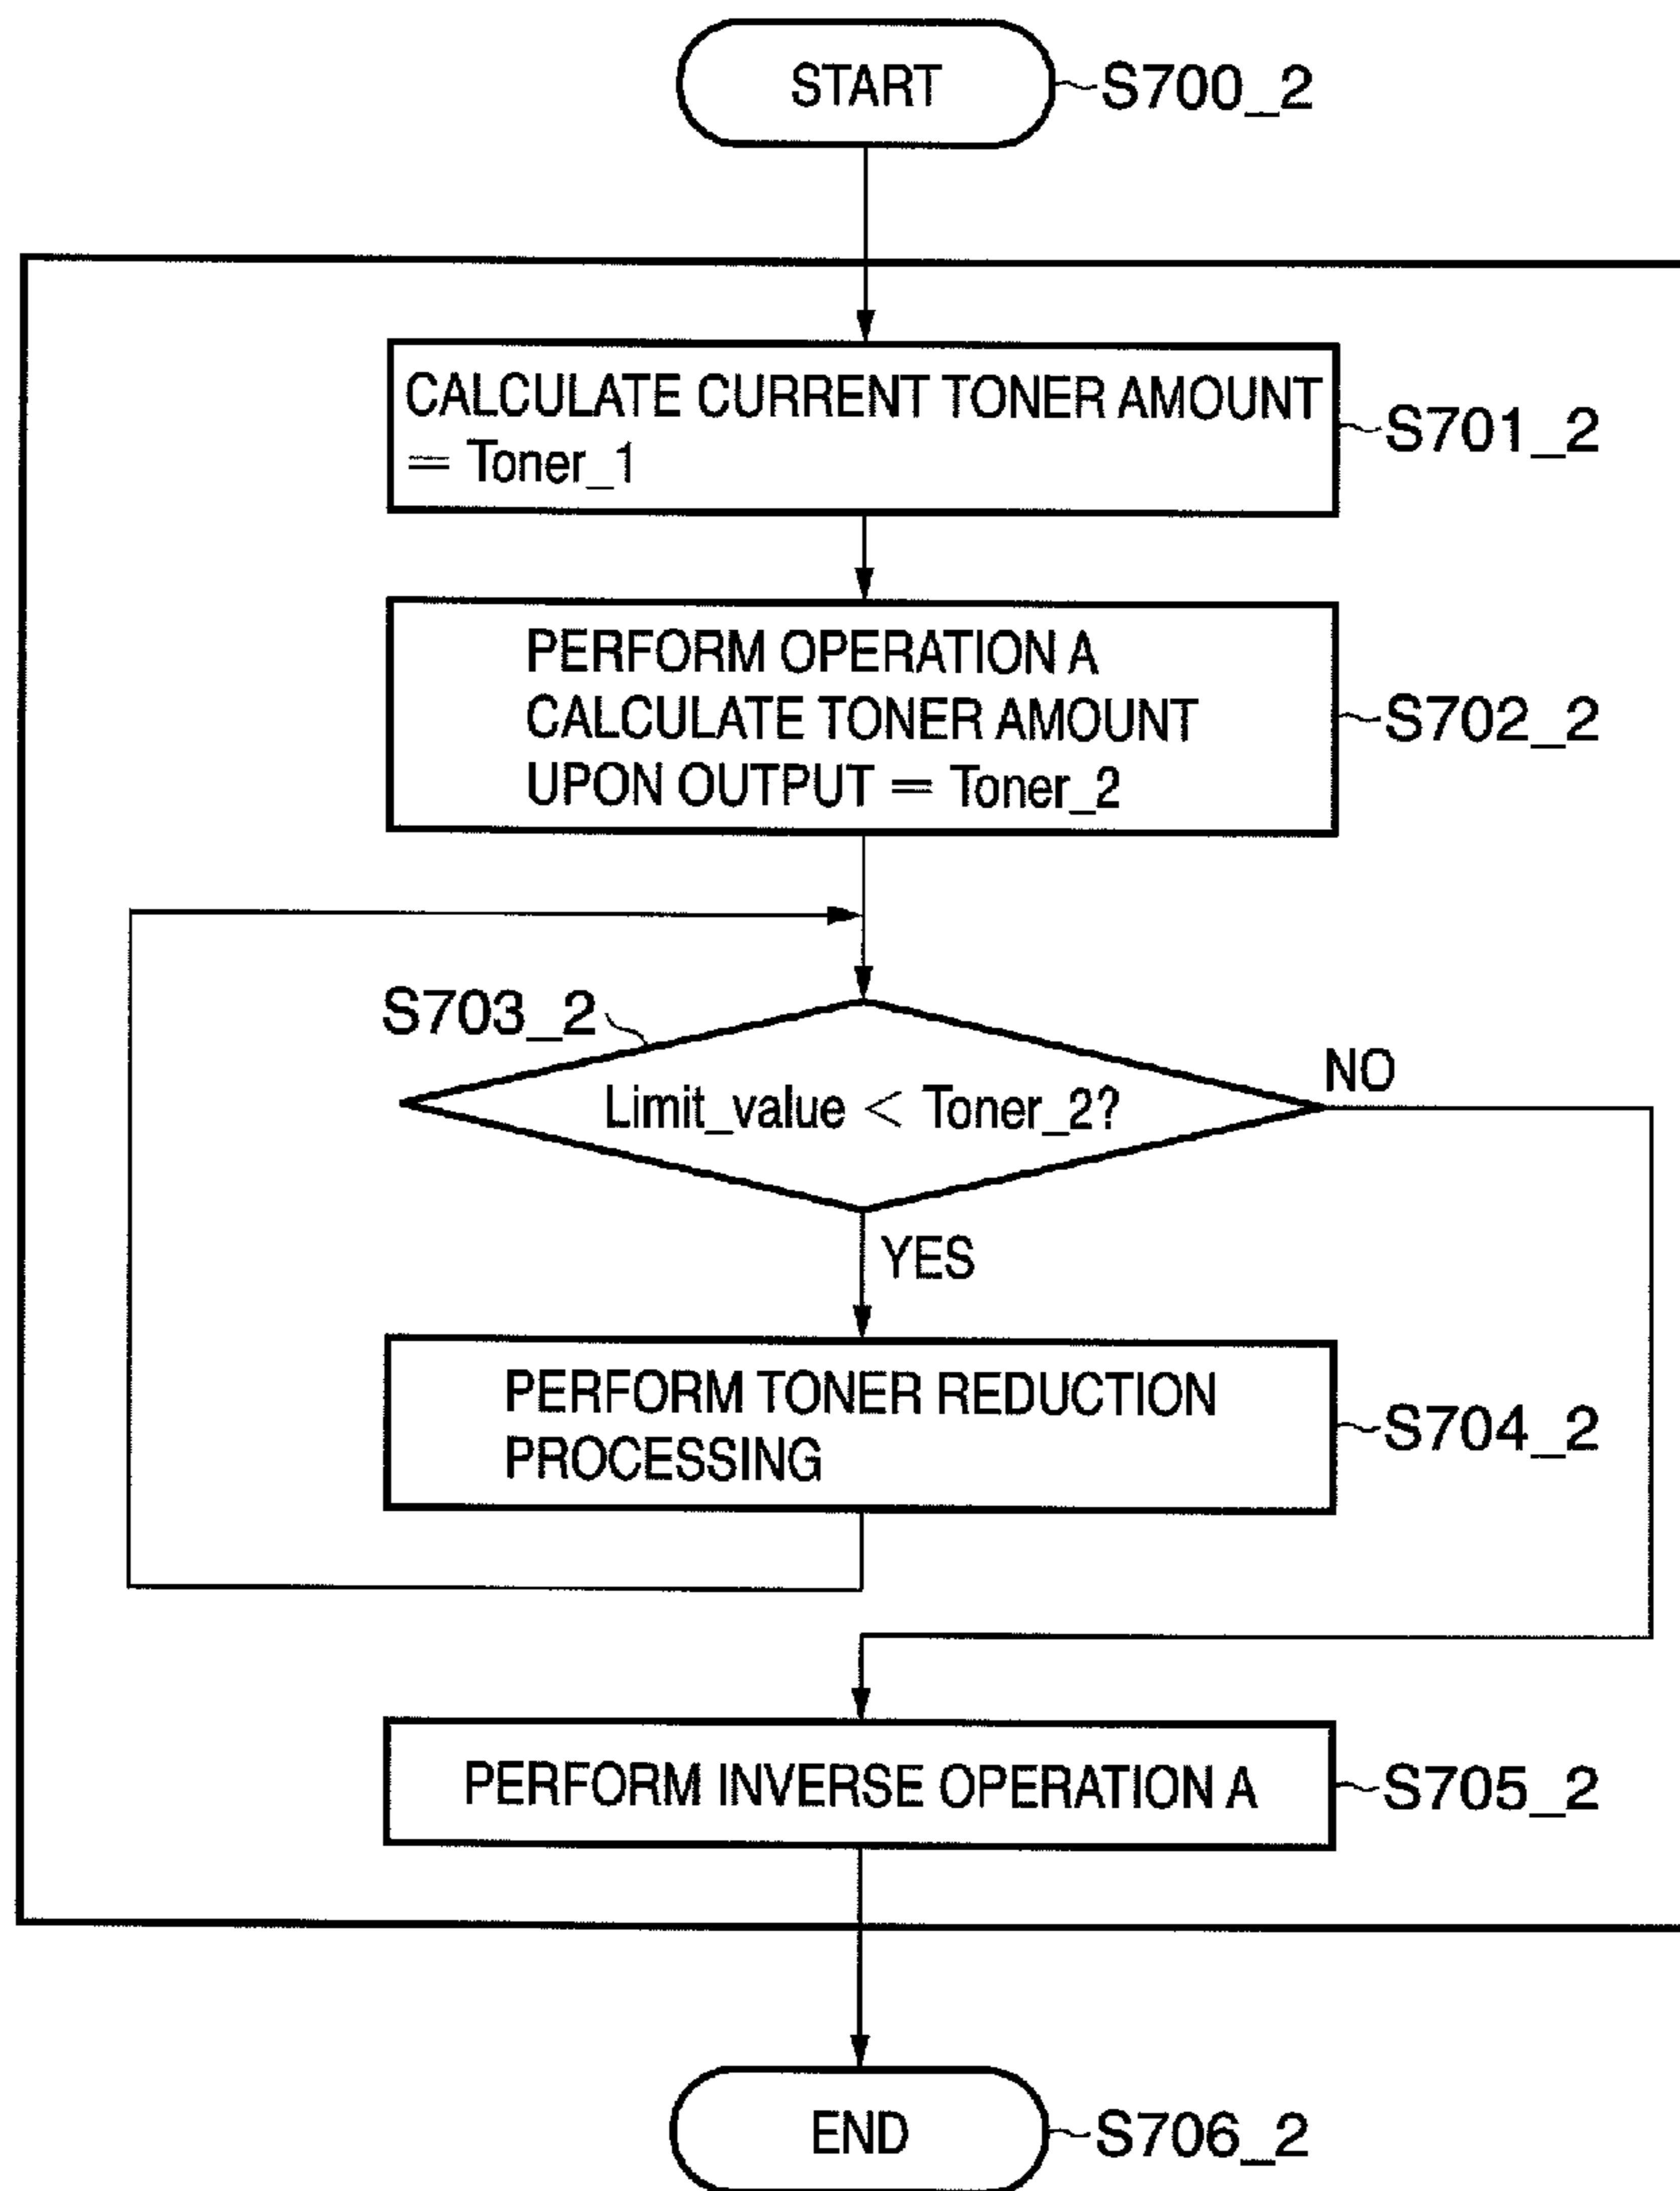 START
S700_2
CALCULATE CURRENT TONER AMOUNT
= Toner_1
S701_2
PERFORM OPERATION A
CALCULATE TONER AMOUNT
UPON OUTPUT = Toner_2
S702_2
S703_2
Limit_value < Toner_2?
NO
YES
PERFORM TONER REDUCTION
PROCESSING
S704_2
PERFORM INVERSE OPERATION A
S705_2
END
S706_2